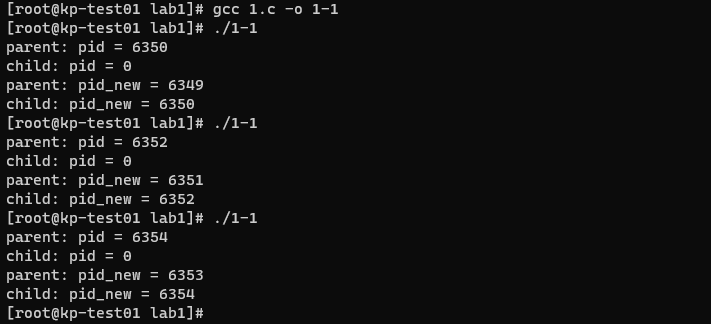 [root@kp-test01 lab1]# gcc 1.c -o 1-1
[root@kp-test01 lab1]# ./1-1
parent: pid = 6350
child: pid = 0
parent: pid_new = 6349
child: pid_new = 6350
[root@kp-test01 lab1]# ./1-1
parent: pid = 6352
child: pid = 0
parent: pid_new = 6351
child: pid_new = 6352
[root@kp-test01 lab1]# ./1-1
parent: pid = 6354
child: pid = 0
parent: pid_new = 6353
child: pid_new = 6354
[root@kp-test01 lab1]#